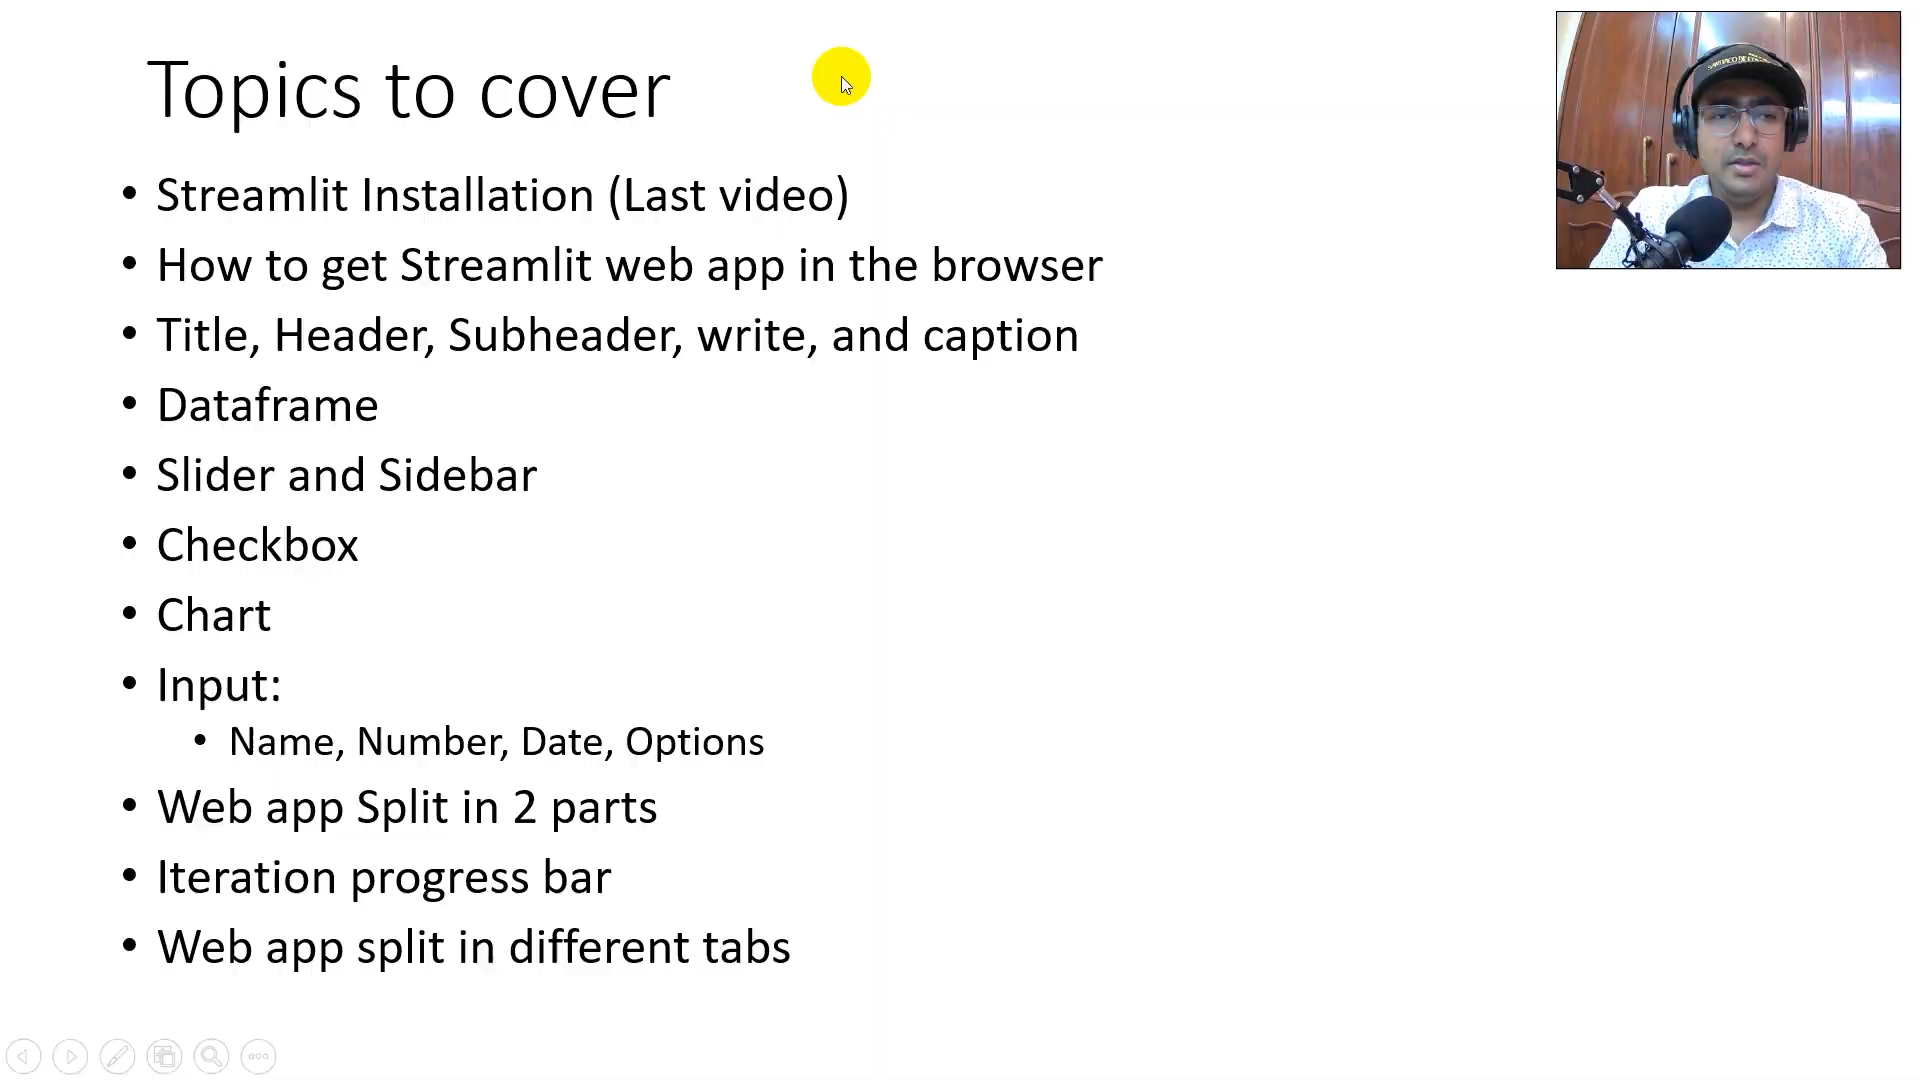 Topics to cover
• Streamlit Installation (Last video)
• How to get Streamlit web app in the browser
• Title, Header, Subheader, write, and caption
• Dataframe
• Slider and Sidebar
• Checkbox
• Chart
• Input:
• Name, Number, Date, Options
• Web app Split in 2 parts
• Iteration progress bar
• Web app split in different tabs